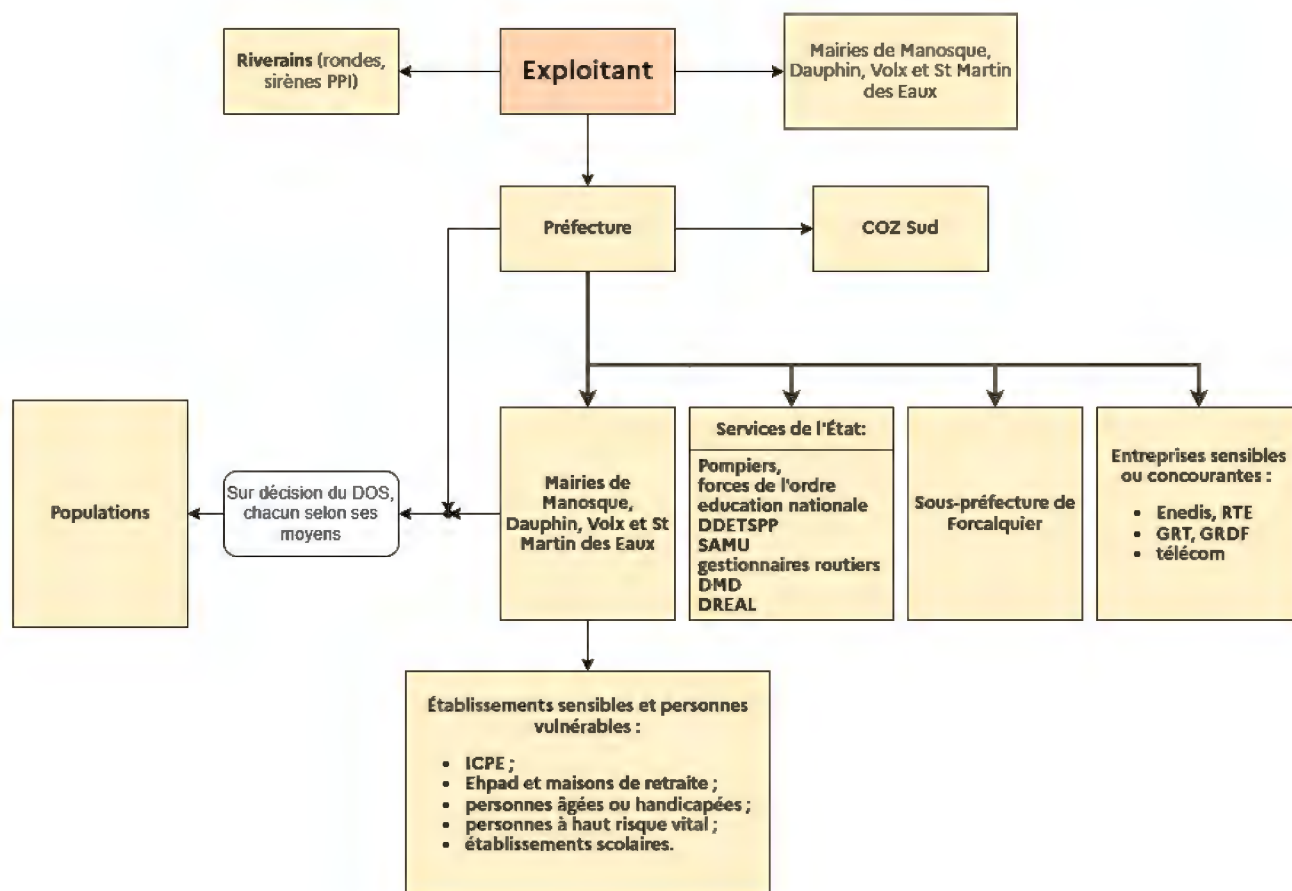 Riverains (rondes,
sirènes PPI)
Exploitant
Mairies de Manosque,
Dauphin, Volx et St Martin
des Eaux
Préfecture
COZ Sud
Populations
Sur décision du DOS,
chacun selon ses
moyens
Mairies de
Manosque,
Dauphin, Volx et St
Martin des Eaux
Services de l'État:
Pompiers,
forces de l'ordre
education nationale
DDETSPP
SAMU
gestionnaires routiers
DMD
DREAL
Sous-préfecture de
Forcalquier
Entreprises sensibles
ou concourantes :
• Enedis, RTE
• GRT, GRDF
• télécom
Établissements sensibles et personnes
vulnérables :
• ICPE ;
• Ehpad et maisons de retraite ;
• personnes âgées ou handicapées ;
• personnes à haut risque vital ;
• établissements scolaires.